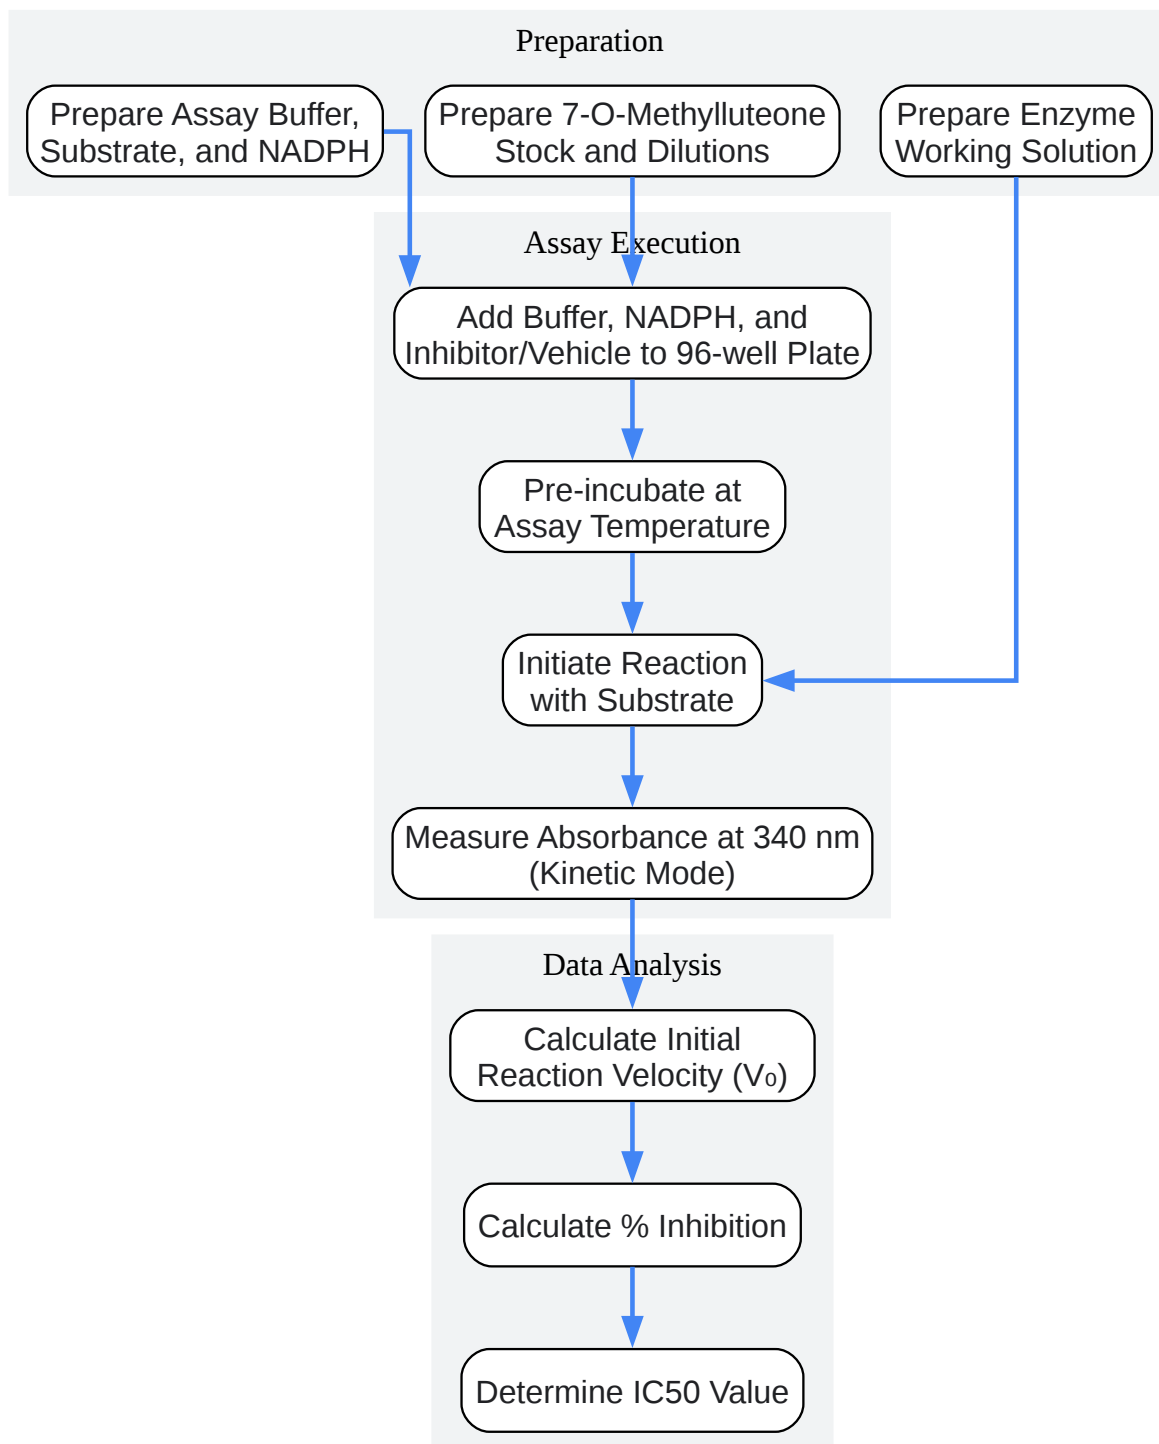 Preparation
Prepare Assay Buffer,
Substrate, and NADPH
Prepare 7-O-Methylluteone
Stock and Dilutions
Prepare Enzyme
Working Solution
Assay Execution
Add Buffer, NADPH, and
Inhibitor/Vehicle to 96-well Plate
Pre-incubate at
Assay Temperature
Initiate Reaction
with Substrate
Measure Absorbance at 340 nm
(Kinetic Mode)
Data Analysis
Calculate Initial
Reaction Velocity (V₀)
Calculate % Inhibition
Determine IC50 Value